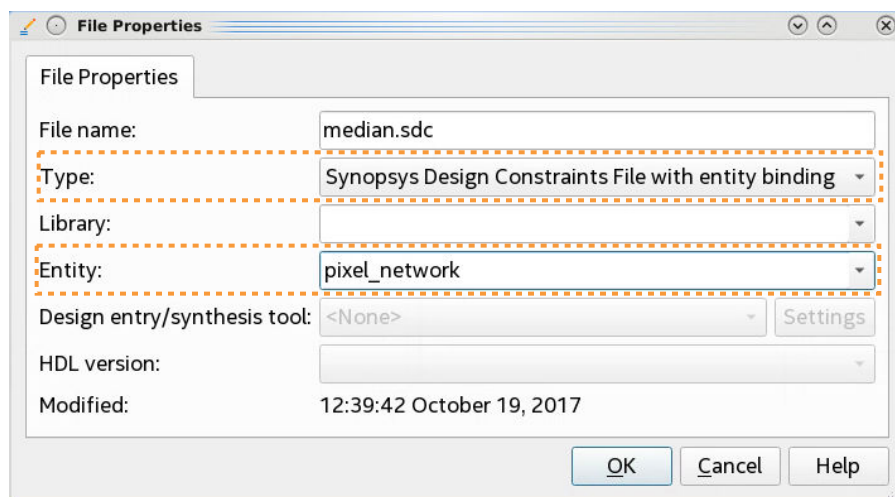 File Properties
File Properties
File name: median.sdc
Type: Synopsys Design Constraints File with entity binding
Library:
Entity: pixel_network
Design entry/synthesis tool: <None> Settings
HDL version:
Modified: 12:39:42 October 19, 2017
OK Cancel Help